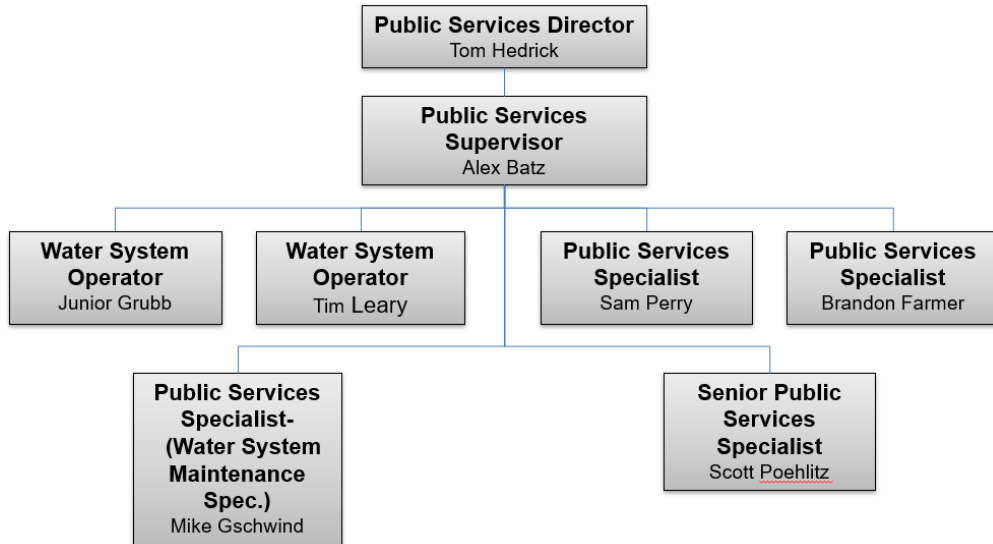 Public Services Director
Tom Hedrick
Public Services
Supervisor
Alex Batz
Water System
Operator
Junior Grubb
Water System
Operator
Tim Leary
Public Services
Specialist
Sam Perry
Public Services
Specialist
Brandon Farmer
Public Services
Specialist-
(Water System
Maintenance
Spec.)
Mike Gschwind
Senior Public
Services
Specialist
Scott Poehlitz